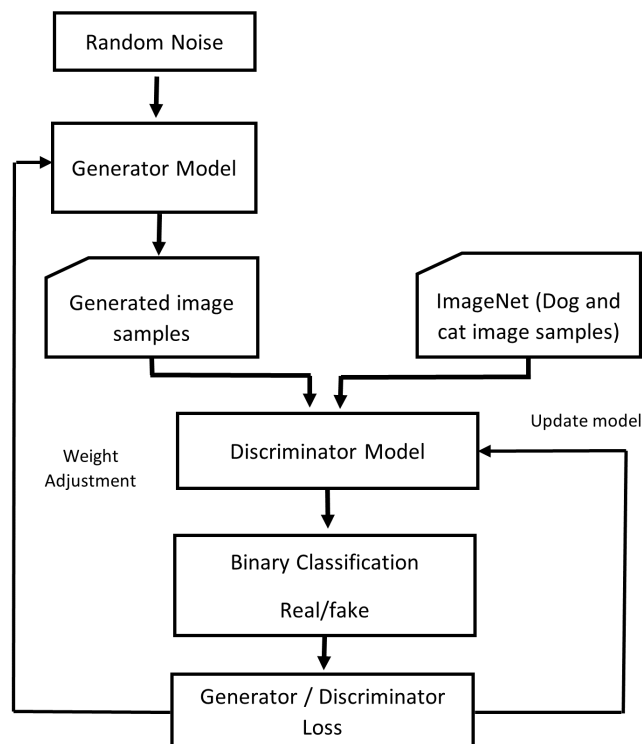 Random Noise
Generator Model
Generated image
samples
ImageNet (Dog and
cat image samples)
Update model
Discriminator Model
Weight
Adjustment
Binary Classification
Real/fake
Generator / Discriminator
Loss